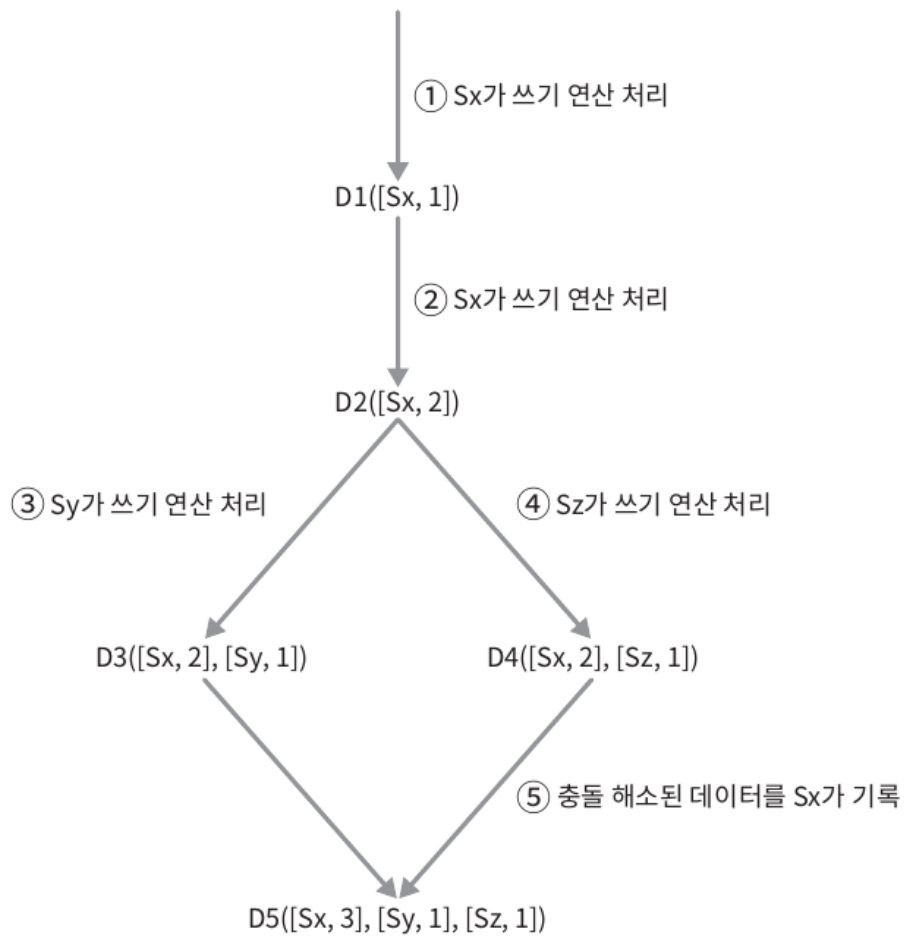 ① Sx가 쓰기 연산 처리
D1([Sx, 1])
② Sx가 쓰기 연산 처리
D2([Sx, 2])
③ Sy가 쓰기 연산 처리
④ Sz가 쓰기 연산 처리
D3([Sx, 2], [Sy, 1])
D4([Sx, 2], [Sz, 1])
⑤ 충돌 해소된 데이터를 Sx가 기록
D5([Sx, 3], [Sy, 1], [Sz, 1])